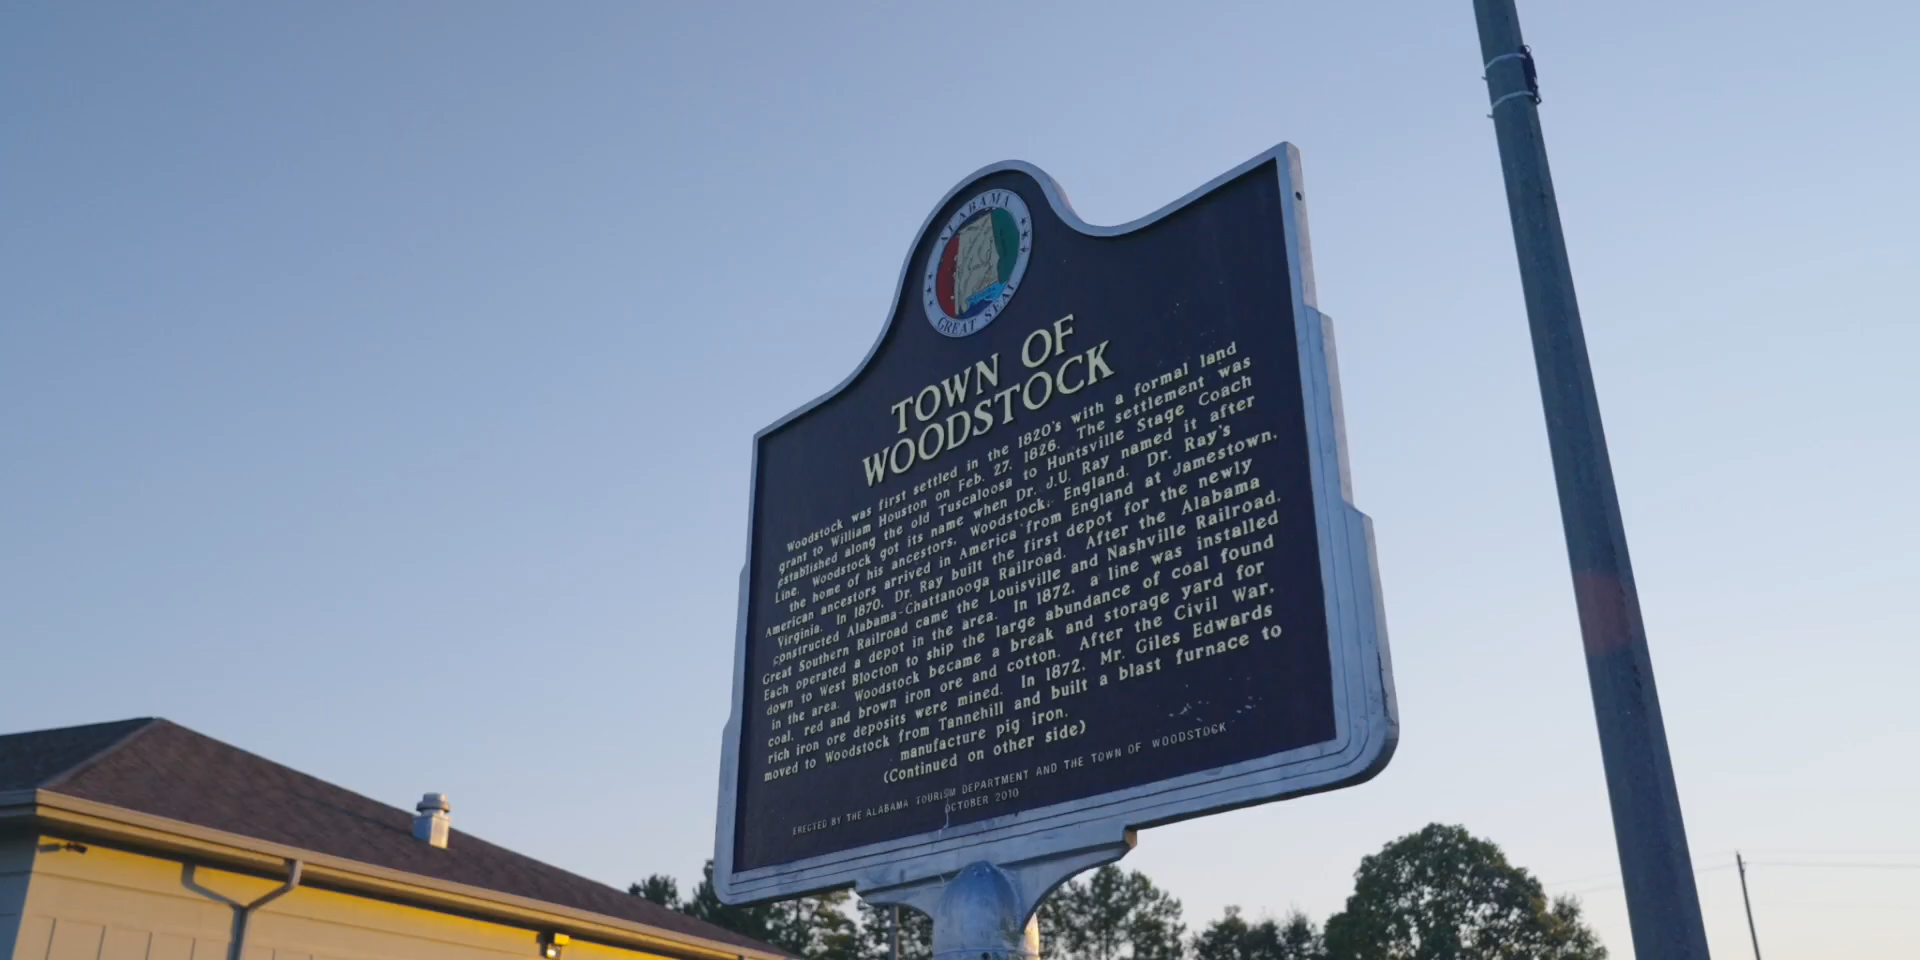 ALABAMA
GREAT SEAL
TOWN OF
WOODSTOCK
Woodstock was first settled in the 1820's with a formal land
grant to William Houston on Feb. 27, 1826. The settlement was
established along the old Tuscaloosa to Huntsville Stage Coach
Line. Woodstock got its name when Dr. J.U. Ray named it after
the home of his ancestors, Woodstock, England. Dr. Ray's
American ancestors arrived in America from England at Jamestown,
Virginia. In 1870, Dr. Ray built the first depot for the newly
constructed Alabama-Chattanooga Railroad. After the Alabama
Great Southern Railroad came the Louisville and Nashville Railroad.
Each operated a depot in the area. In 1872, a line was installed
down to West Blocton to ship the large abundance of coal found
in the area. Woodstock became a break and storage yard for
coal, red and brown iron ore and cotton. After the Civil War,
rich iron ore deposits were mined. In 1872, Mr. Giles Edwards
moved to Woodstock from Tannehill and built a blast furnace to
manufacture pig iron.
(Continued on other side)
ERECTED BY THE ALABAMA TOURISM DEPARTMENT AND THE TOWN OF WOODSTOCK
OCTOBER 2010